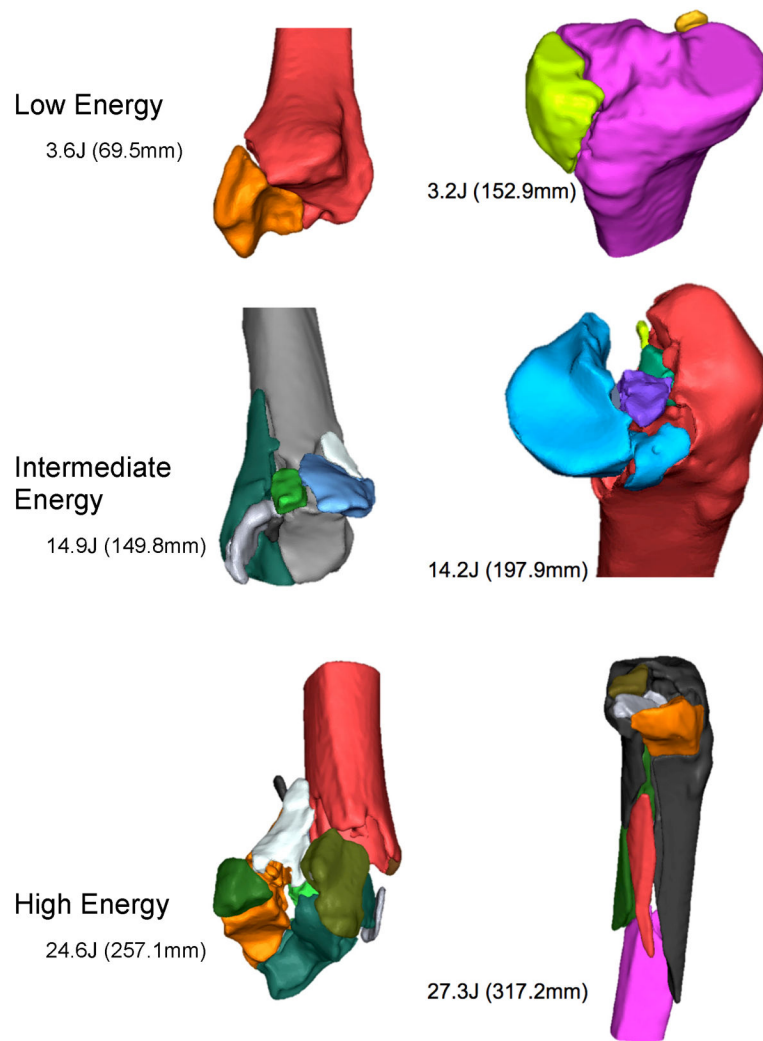 Low Energy
3.6J (69.5mm)
3.2J (152.9mm)
Intermediate
Energy
14.9J (149.8mm)
14.2J (197.9mm)
High Energy
24.6J (257.1mm)
27.3J (317.2mm)